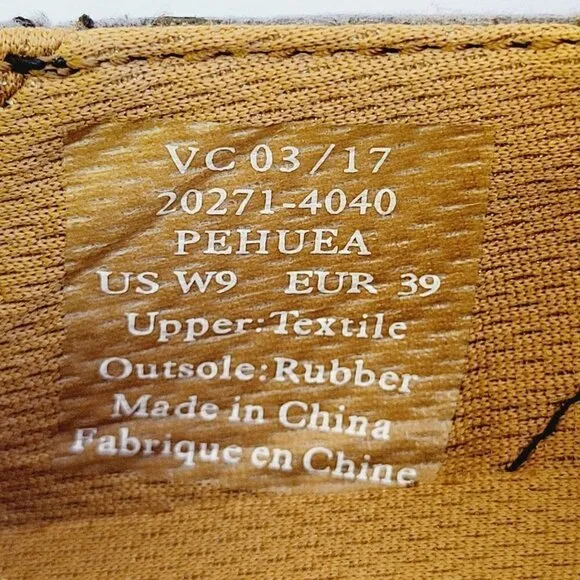 VC 03/17
20271-4040
PEHUEA
US W9 EUR 39
Upper:Textile
Outsole:Rubber
Made in China
Fabrique en Chine